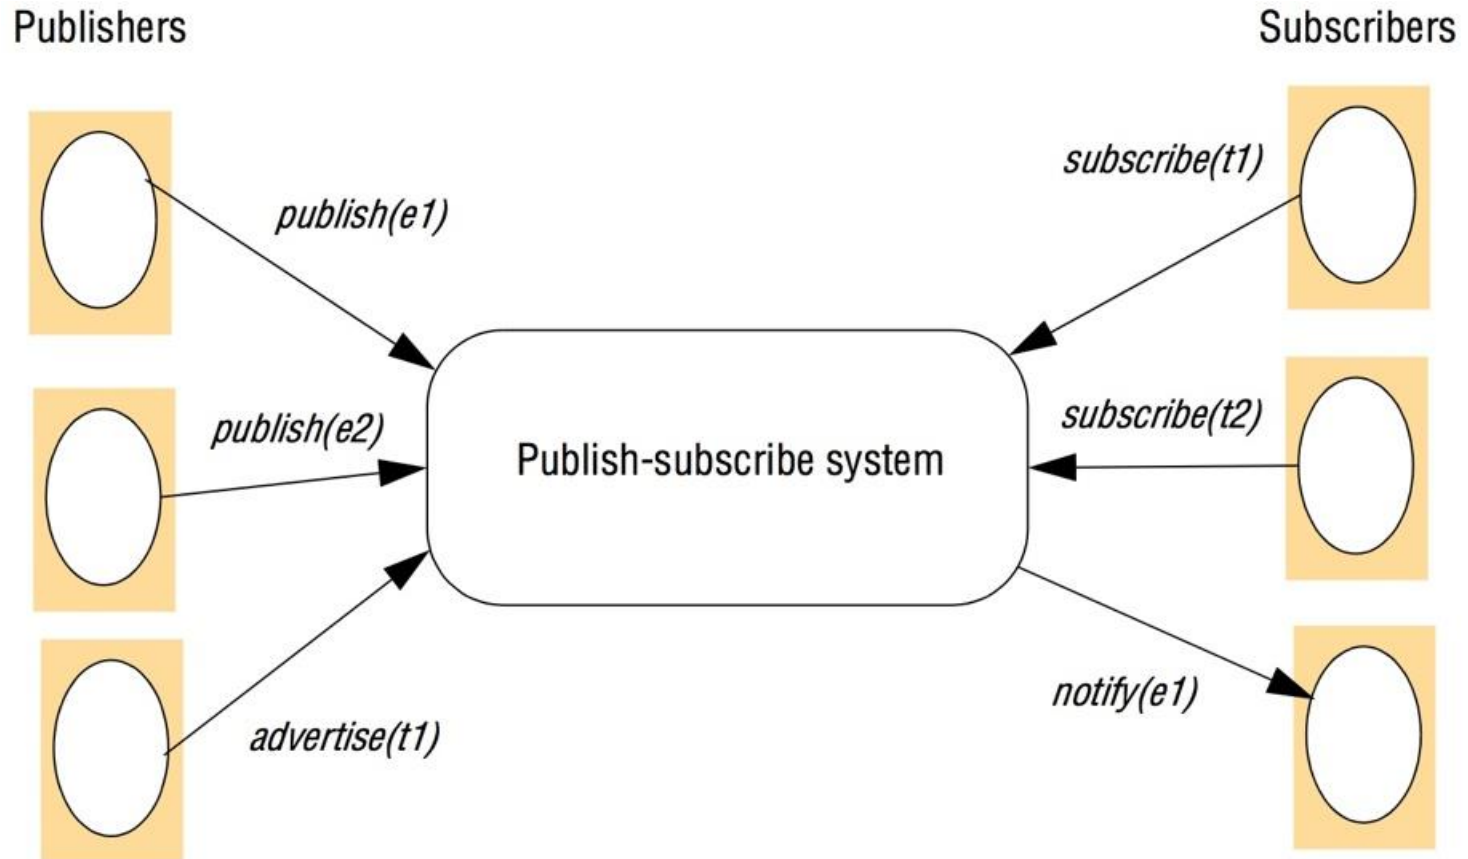 Publishers
Subscribers
subscribe(t1)
publish(e1)
subscribe(t2)
publish(e2)
Publish-subscribe system
notify(e1)
advertise(t1)